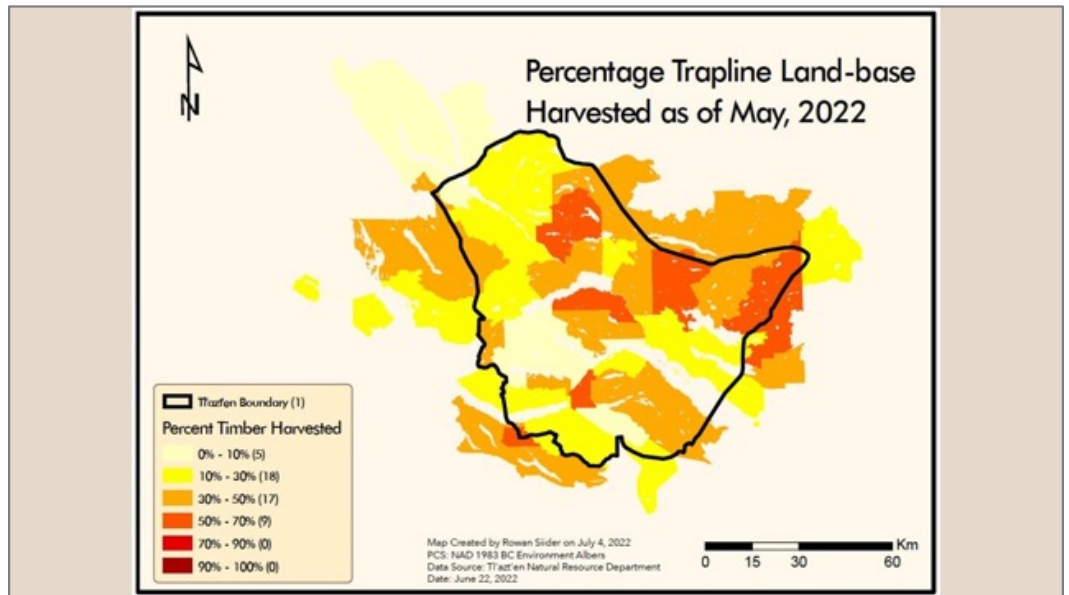 N
Percentage Trapline Land-base
Harvested as of May, 2022
Tl'azt'en Boundary (1)
Percent Timber Harvested
0% - 10% (5)
10% - 30% (18)
30% - 50% (17)
50% - 70% (9)
70% - 90% (0)
90% - 100% (0)
Map Created by Rowan Siider on July 4, 2022
PCS: NAD 1983 BC Environment Albers
Data Source: Tl'azt'en Natural Resource Department
Date: June 22, 2022
Km
0 15 30 60